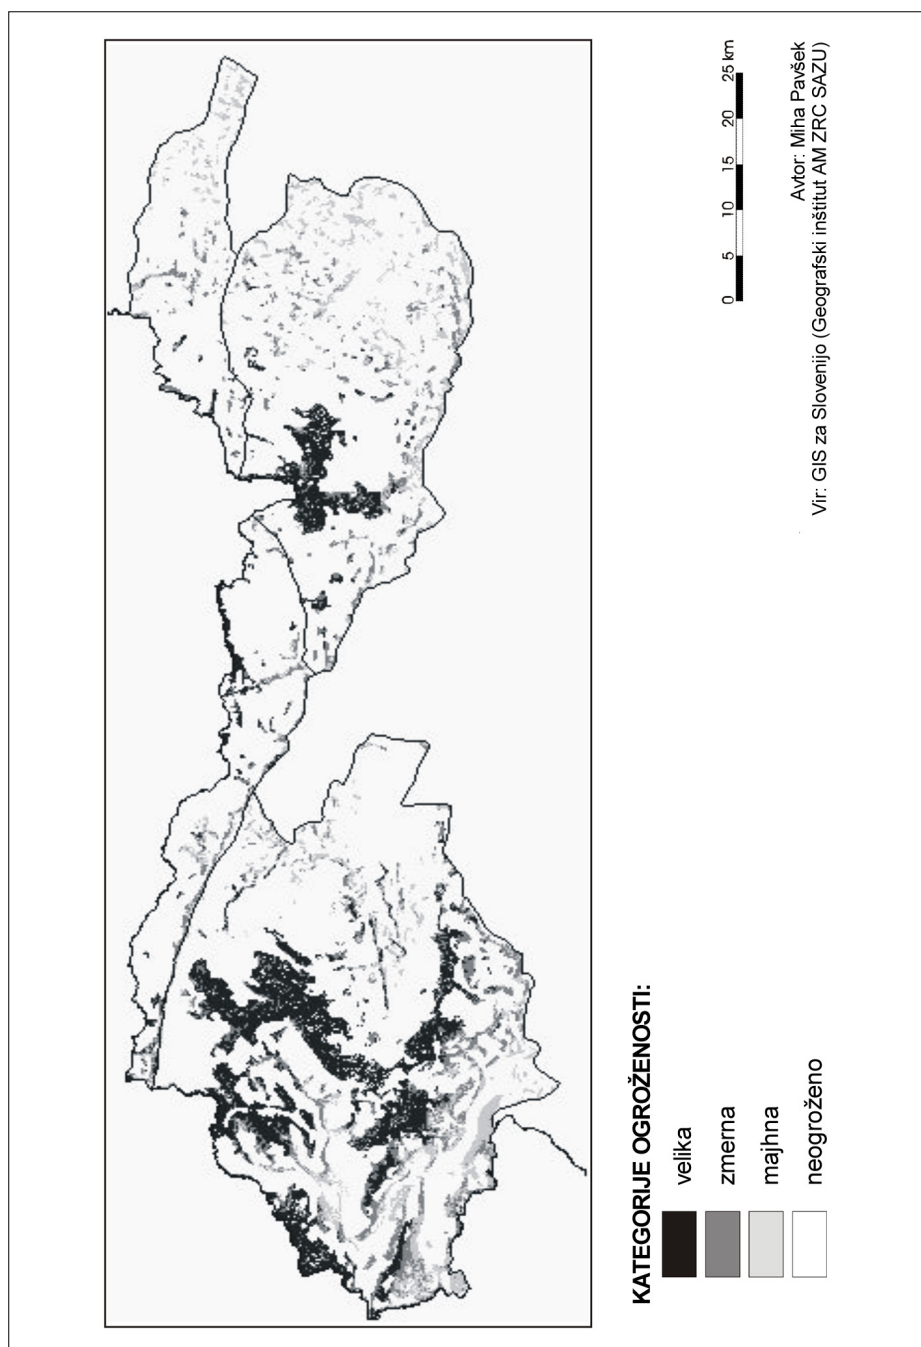 KATEGORIJE OGROŽENOSTI:
velika
zmerna
majhna
neogroženo
0 5 10 15 20 25 km
Avtor: Miha Pavšek
Vir: GIS za Slovenijo (Geografski inštitut AM ZRC SAZU)